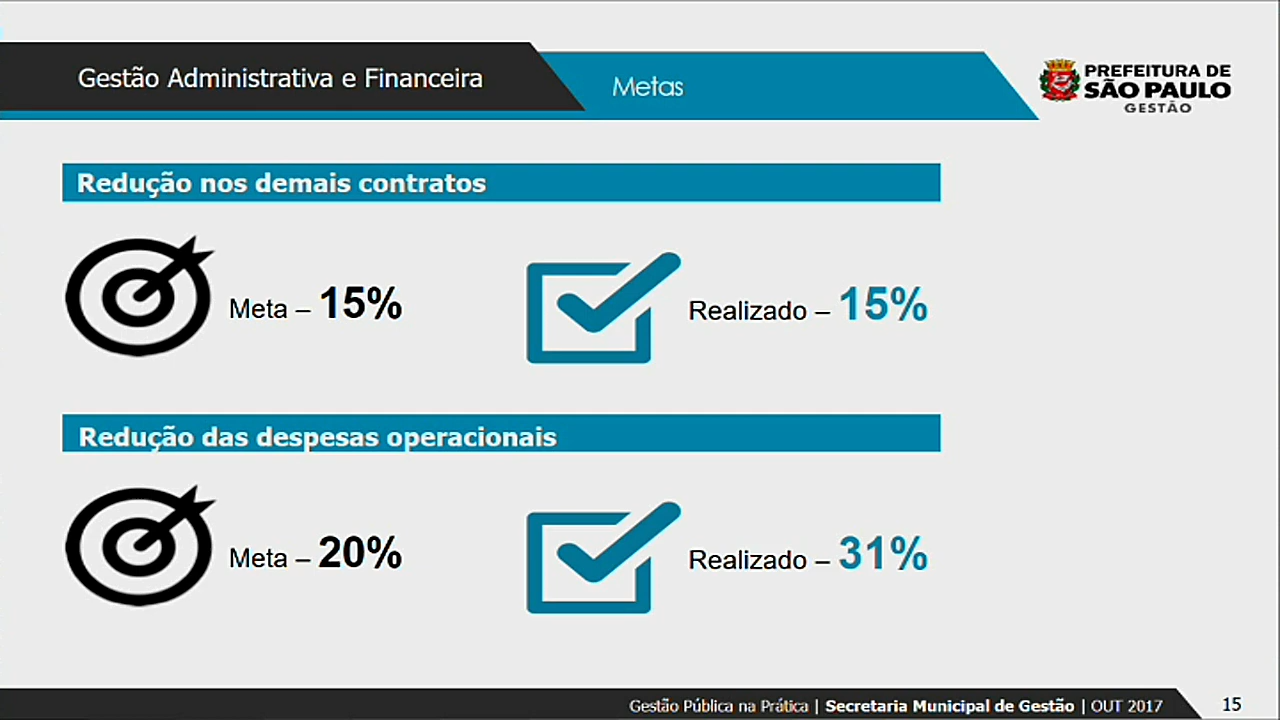 Gestão Administrativa e Financeira
Metas
PREFEITURA DE
SÃO PAULO
GESTÃO
Redução nos demais contratos
Meta – 15%
Realizado – 15%
Redução das despesas operacionais
Meta – 20%
Realizado – 31%
Gestão Pública na Prática | Secretaria Municipal de Gestão | OUT 2017
15